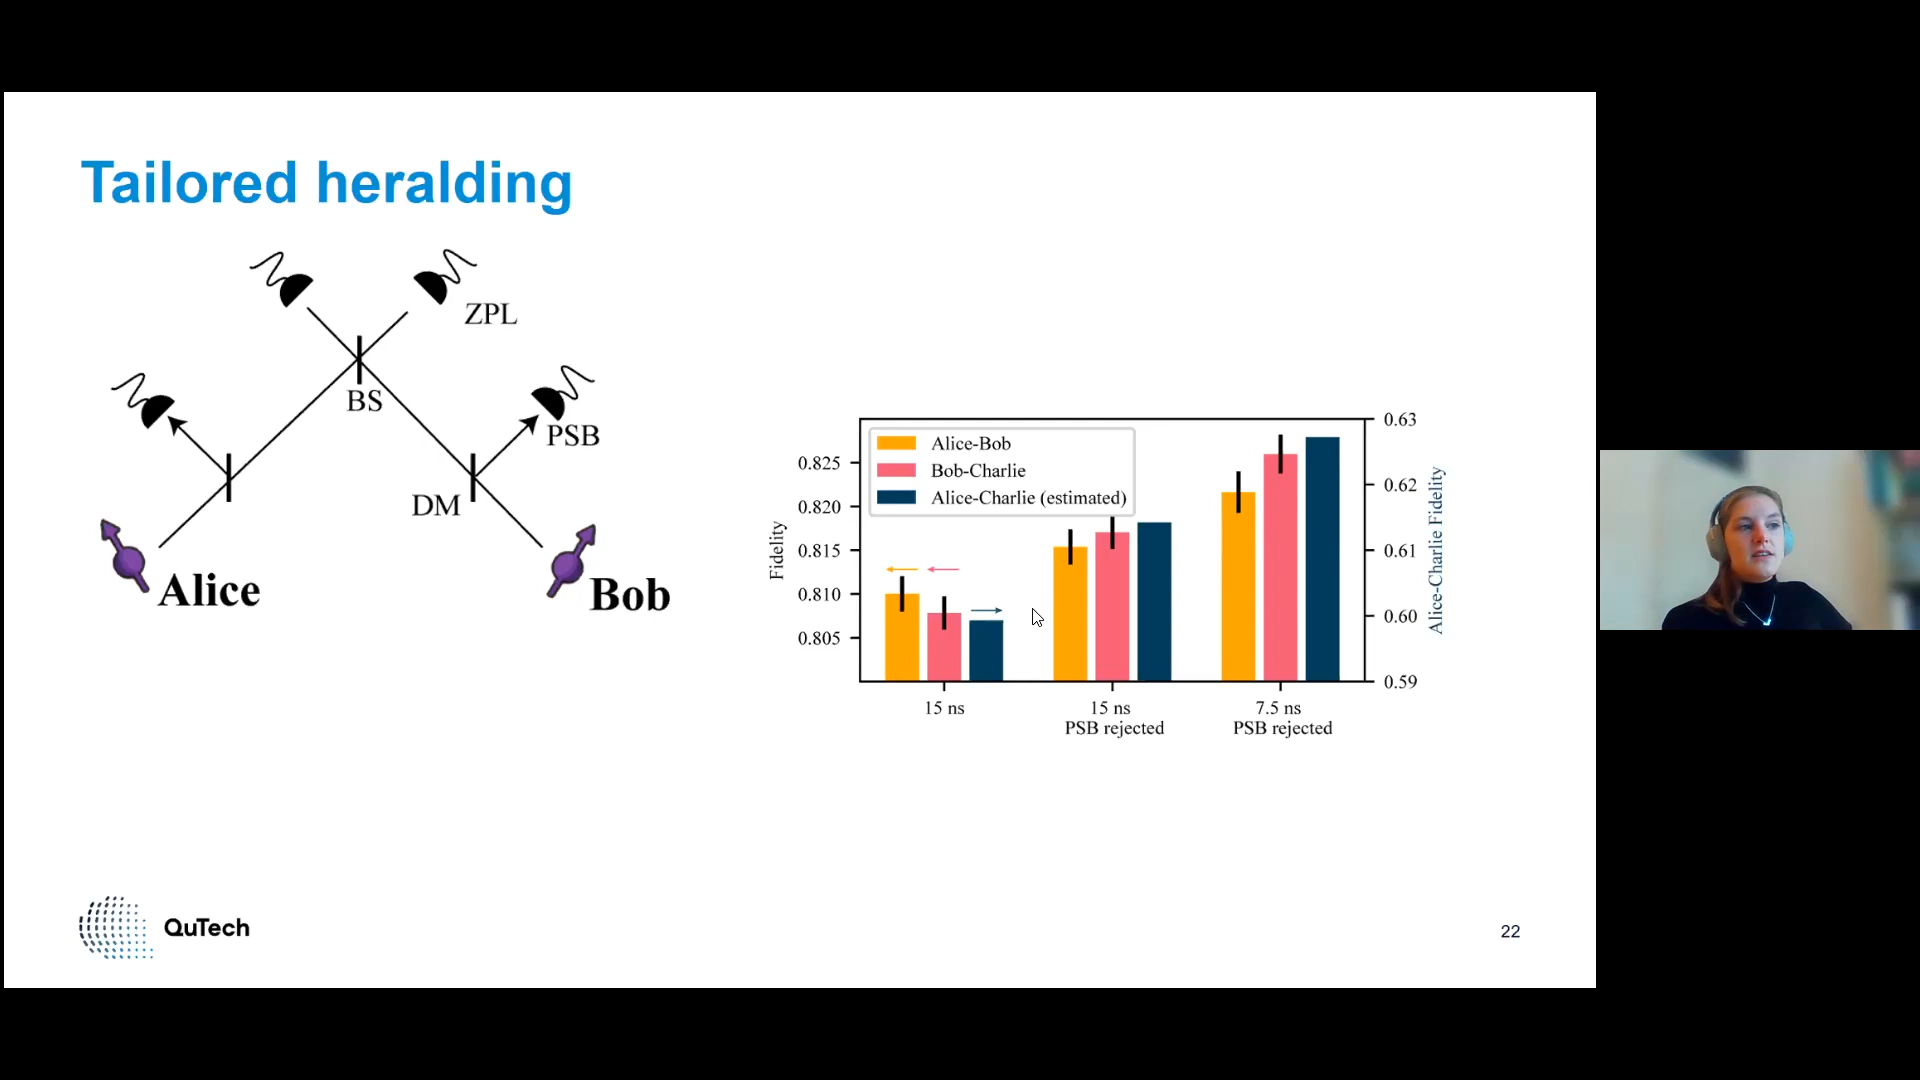 Tailored heralding
ZPL
BS
PSB
DM
Alice
Bob
Alice-Bob
Bob-Charlie
Alice-Charlie (estimated)
Fidelity
0.825
0.820
0.815
0.810
0.805
0.63
0.62
0.61
0.60
0.59
Alice-Charlie Fidelity
15 ns
15 ns
PSB rejected
7.5 ns
PSB rejected
QuTech
22